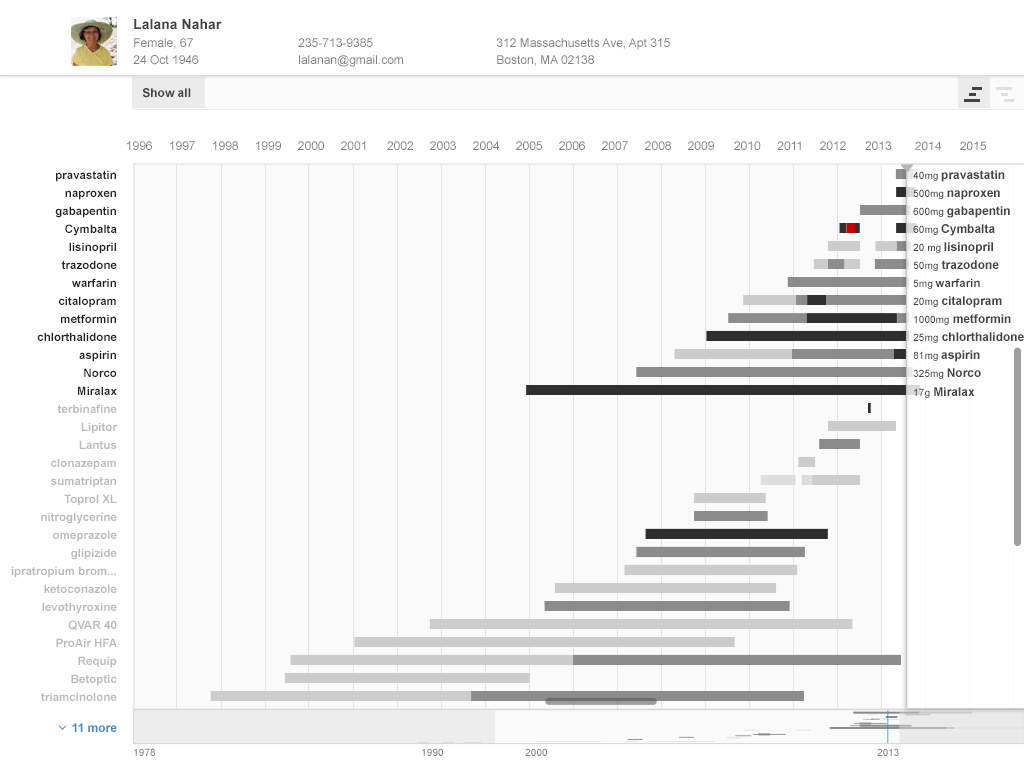 Lalana Nahar
Female, 67 235-713-9385 312 Massachusetts Ave, Apt 315
24 Oct 1946 lalanan@gmail.com Boston, MA 02138
Show all
1996 1997 1998 1999 2000 2001 2002 2003 2004 2005 2006 2007 2008 2009 2010 2011 2012 2013 2014 2015
pravastatin 40mg pravastatin
naproxen 500mg naproxen
gabapentin 600mg gabapentin
Cymbalta 60mg Cymbalta
lisinopril 20 mg lisinopril
trazodone 50mg trazodone
warfarin 5mg warfarin
citalopram 20mg citalopram
metformin 1000mg metformin
chlorthalidone 25mg chlorthalidone
aspirin 81mg aspirin
Norco 325mg Norco
Miralax 17g Miralax
terbinafine
Lipitor
Lantus
clonazepam
sumatriptan
Toprol XL
nitroglycerine
omeprazole
glipizide
ipratropium brom...
ketoconazole
levothyroxine
QVAR 40
ProAir HFA
Requip
Betoptic
triamcinolone
11 more
1978 1990 2000 2013